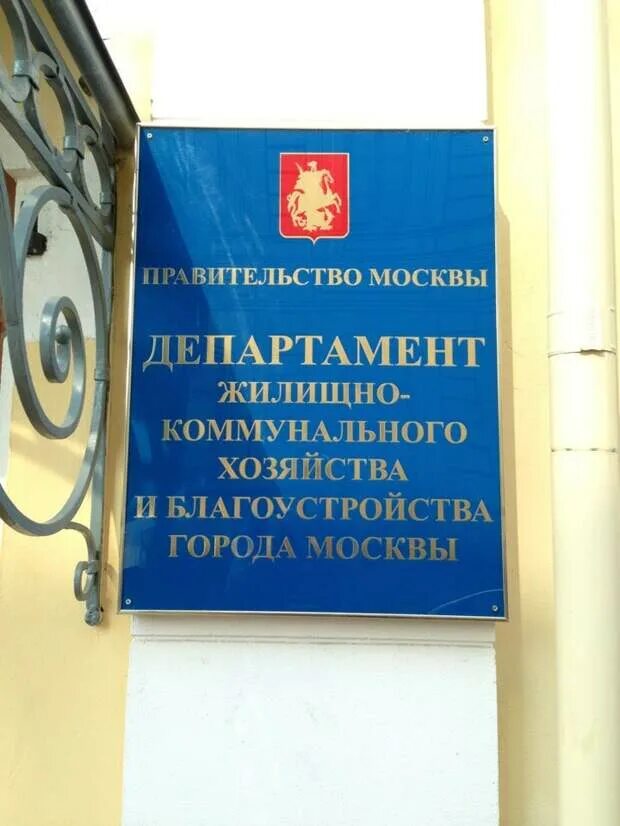 ПРАВИТЕЛЬСТВО МОСКВЫ
ДЕПАРТАМЕНТ
ЖИЛИЩНО-
КОММУНАЛЬНОГО
ХОЗЯЙСТВА
И БЛАГОУСТРОЙСТВА
ГОРОДА МОСКВЫ